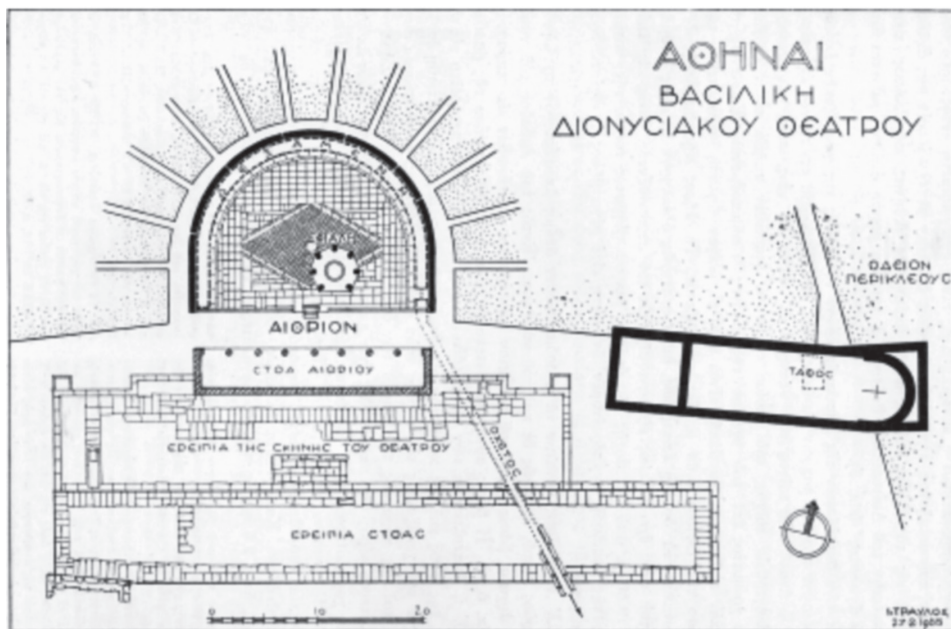 ΑΘΗΝΑΙ
ΒΑϹΙΛΙΚΗ
ΔΙΟΝΥϹΙΑΚΟΥ ΘΕΑΤΡΟΥ
ΩΔΕΙΟΝ
ΠΕΡΙΚΛΕΟΥϹ
ΑΙΘΡΙΟΝ
ϹΤΟΑ ΑΙΘΡΙΟΥ
ΤΑΦΟϹ
ΕΡΕΙΠΙΑ ΤΗϹ ϹΚΗΝΗϹ ΤΟΥ ΘΕΑΤΡΟΥ
ΟΧΕΤΟϹ
ΕΡΕΙΠΙΑ ϹΤΟΑϹ
0 10 20